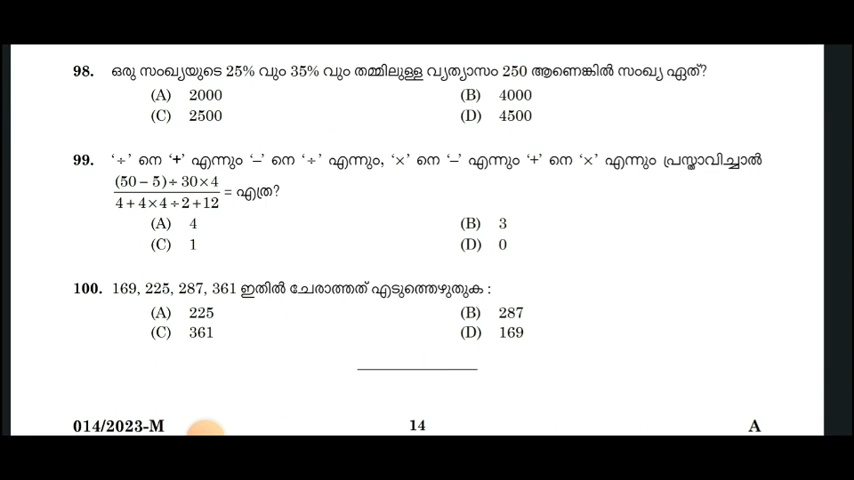 98. ഒരു സംഖ്യയുടെ 25% വും 35% വും തമ്മിലുള്ള വ്യത്യാസം 250 ആണെങ്കിൽ സംഖ്യ ഏത്?
(A) 2000 (B) 4000
(C) 2500 (D) 4500
99. ‘÷’ നെ ‘+’ എന്നും ‘–’ നെ ‘÷’ എന്നും, ‘×’ നെ ‘–’ എന്നും ‘+’ നെ ‘×’ എന്നും പ്രസ്താവിച്ചാൽ
(50 – 5) ÷ 30 × 4
4 + 4 × 4 ÷ 2 + 12
= എത്ര?
(A) 4 (B) 3
(C) 1 (D) 0
100. 169, 225, 287, 361 ഇതിൽ ചേരാത്തത് എടുത്തെഴുതുക :
(A) 225 (B) 287
(C) 361 (D) 169
014/2023-M 14 A